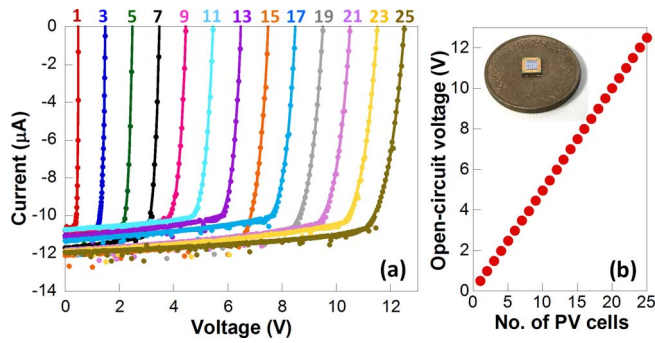 1 3 5 7 9 11 13 15 17 19 21 23 25
0
-2
-4
-6
-8
-10
-12
-14
Current (μA)
0 2 4 6 8 10 12
Voltage (V)
(a)
12
10
8
6
4
2
0
Open-circuit voltage (V)
0 5 10 15 20 25
No. of PV cells
(b)